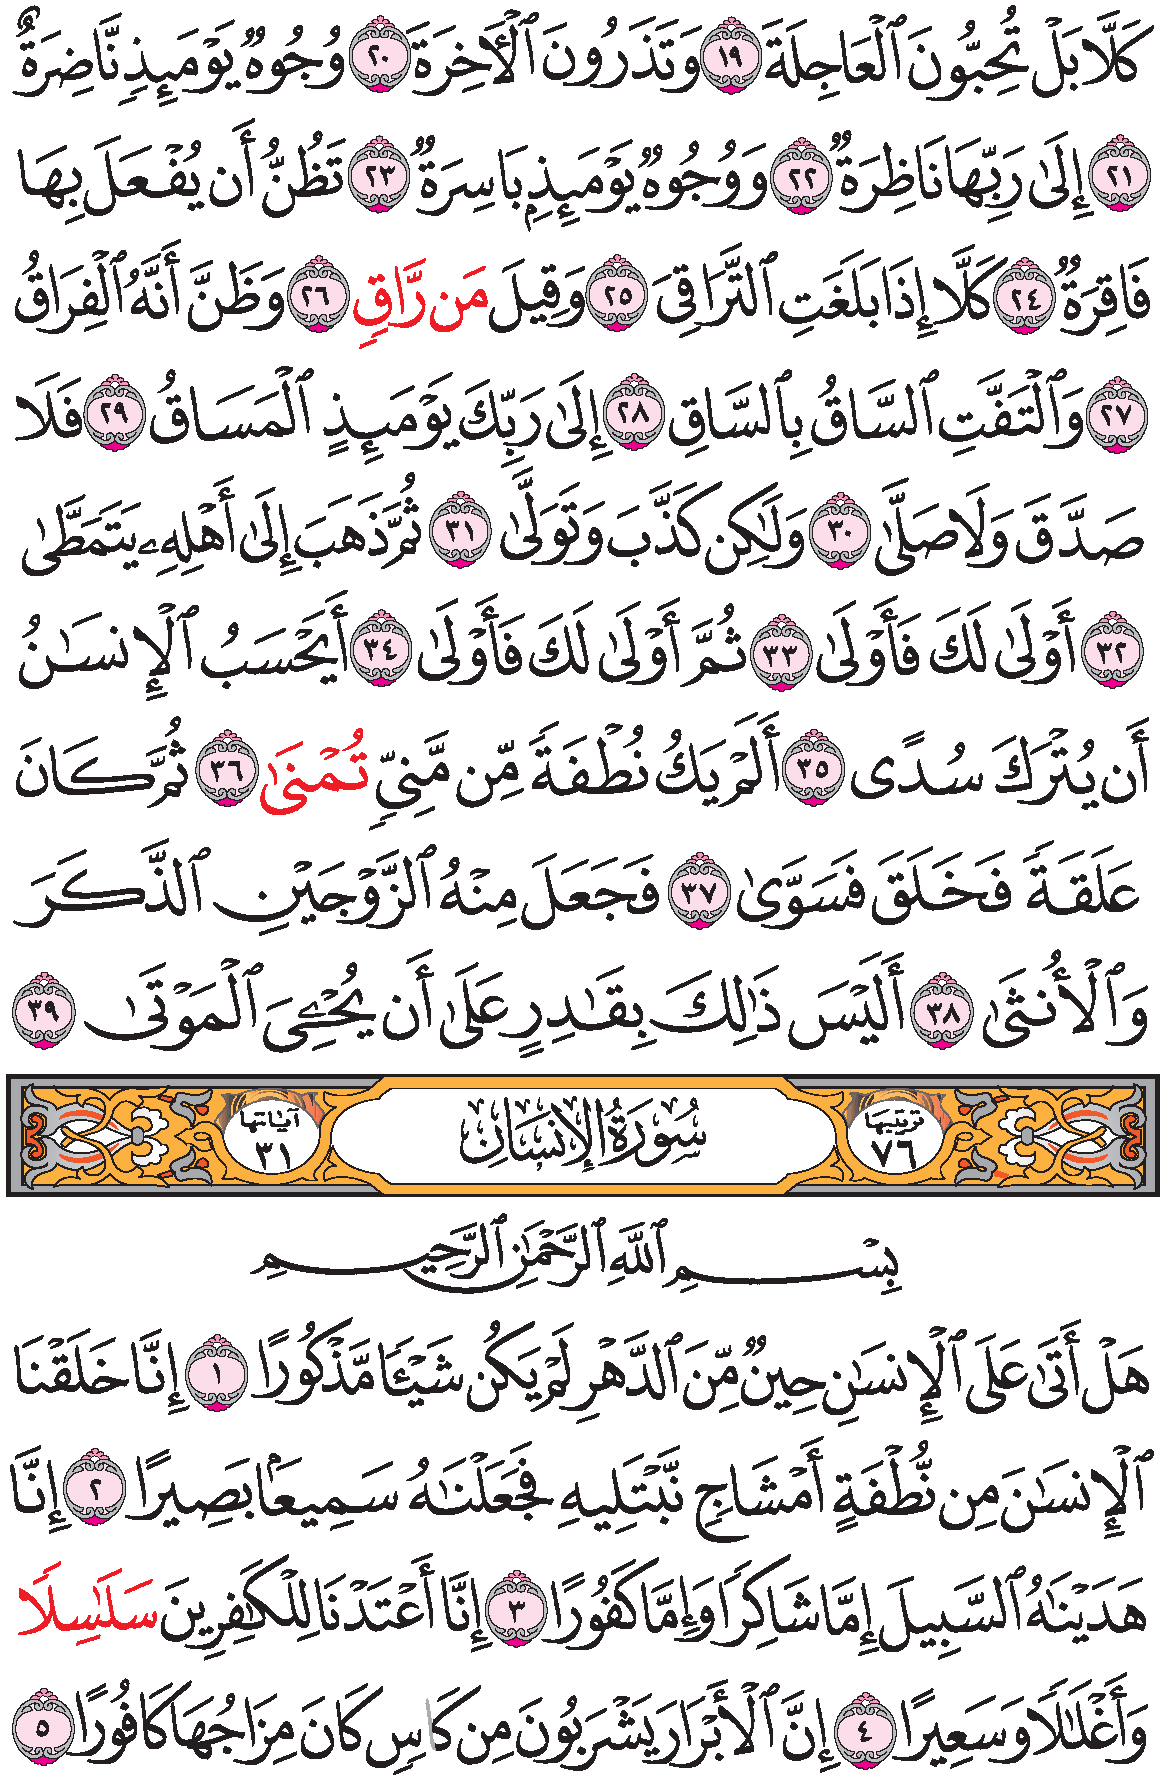 كَلَّا بَلۡ تُحِبُّونَ ٱلۡعَاجِلَةَ ١٩ وَتَذَرُونَ ٱلۡأٓخِرَةَ ٢٠ وُجُوهٞ يَوۡمَئِذٖ نَّاضِرَةٌ
٢١ إِلَىٰ رَبِّهَا نَاظِرَةٞ ٢٢ وَوُجُوهٞ يَوۡمَئِذِۭ بَاسِرَةٞ ٢٣ تَظُنُّ أَن يُفۡعَلَ بِهَا
فَاقِرَةٞ ٢٤ كَلَّا إِذَا بَلَغَتِ ٱلتَّرَاقِيَ ٢٥ وَقِيلَ مَن رَّاقٖ ٢٦ وَظَنَّ أَنَّهُ ٱلۡفِرَاقُ
٢٧ وَٱلۡتَفَّتِ ٱلسَّاقُ بِٱلسَّاقِ ٢٨ إِلَىٰ رَبِّكَ يَوۡمَئِذٍ ٱلۡمَسَاقُ ٢٩ فَلَا
صَدَّقَ وَلَا صَلَّىٰ ٣٠ وَلَٰكِن كَذَّبَ وَتَوَلَّىٰ ٣١ ثُمَّ ذَهَبَ إِلَىٰ أَهۡلِهِۦ يَتَمَطَّىٰ
٣٢ أَوۡلَىٰ لَكَ فَأَوۡلَىٰ ٣٣ ثُمَّ أَوۡلَىٰ لَكَ فَأَوۡلَىٰ ٣٤ أَيَحۡسَبُ ٱلۡإِنسَٰنُ
أَن يُتۡرَكَ سُدًى ٣٥ أَلَمۡ يَكُ نُطۡفَةٗ مِّن مَّنِيّٖ تُمۡنَىٰ ٣٦ ثُمَّ كَانَ
عَلَقَةٗ فَخَلَقَ فَسَوَّىٰ ٣٧ فَجَعَلَ مِنۡهُ ٱلزَّوۡجَيۡنِ ٱلذَّكَرَ
وَٱلۡأُنثَىٰٓ ٣٨ أَلَيۡسَ ذَٰلِكَ بِقَٰدِرٍ عَلَىٰٓ أَن يُحۡـِۧيَ ٱلۡمَوۡتَىٰ ٣٩
ترتيبها ٧٦ سُورَةُ الإِنسَانِ آياتها ٣١
بِسۡمِ ٱللَّهِ ٱلرَّحۡمَٰنِ ٱلرَّحِيمِ
هَلۡ أَتَىٰ عَلَى ٱلۡإِنسَٰنِ حِينٞ مِّنَ ٱلدَّهۡرِ لَمۡ يَكُن شَيۡـٔٗا مَّذۡكُورًا ١ إِنَّا خَلَقۡنَا
ٱلۡإِنسَٰنَ مِن نُّطۡفَةٍ أَمۡشَاجٖ نَّبۡتَلِيهِ فَجَعَلۡنَٰهُ سَمِيعَۢا بَصِيرًا ٢ إِنَّا
هَدَيۡنَٰهُ ٱلسَّبِيلَ إِمَّا شَاكِرٗا وَإِمَّا كَفُورًا ٣ إِنَّآ أَعۡتَدۡنَا لِلۡكَٰفِرِينَ سَلَٰسِلٗا
وَأَغۡلَٰلٗا وَسَعِيرًا ٤ إِنَّ ٱلۡأَبۡرَارَ يَشۡرَبُونَ مِن كَاسٖ كَانَ مِزَاجُهَا كَافُورًا ٥